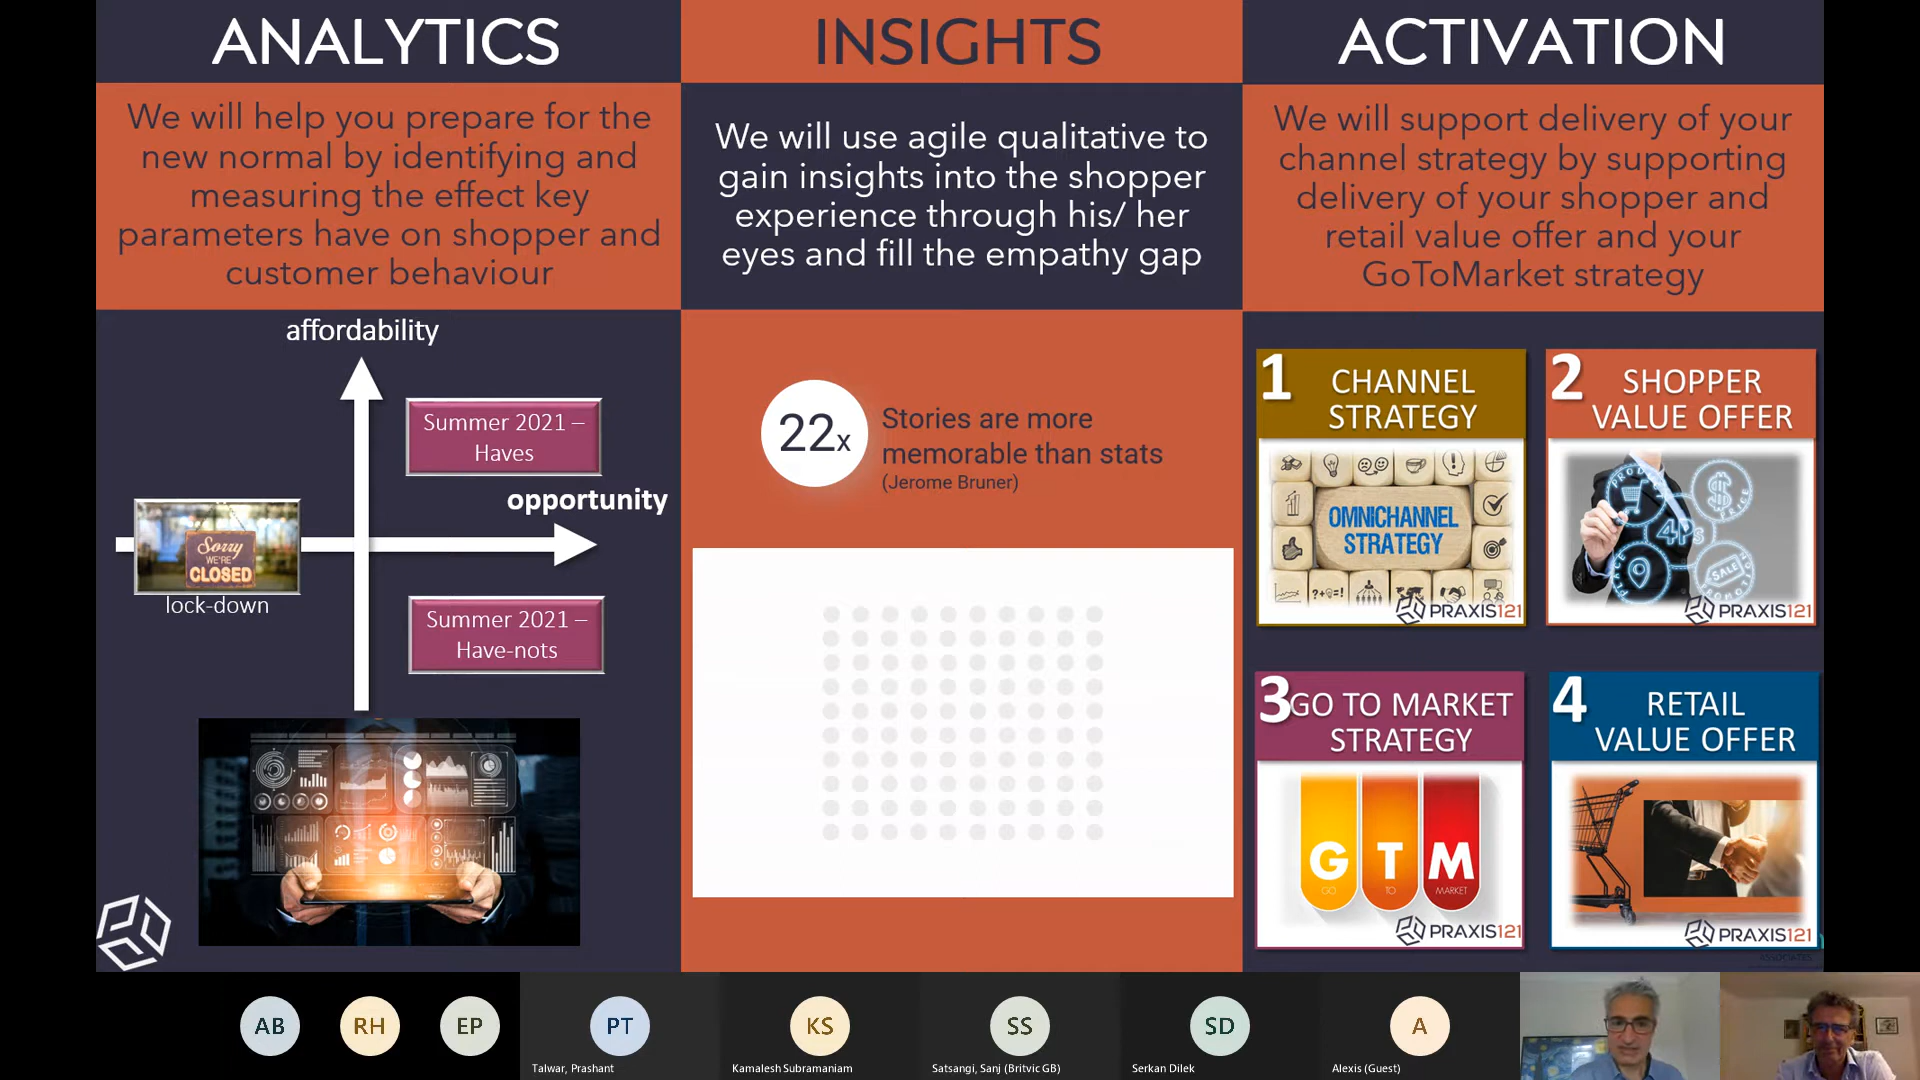 ANALYTICS
We will help you prepare for the
new normal by identifying and
measuring the effect key
parameters have on shopper and
customer behaviour
affordability
Summer 2021 –
Haves
opportunity
Sorry
WE'RE
CLOSED
lock-down
Summer 2021 –
Have-nots
INSIGHTS
We will use agile qualitative to
gain insights into the shopper
experience through his/ her
eyes and fill the empathy gap
22x
Stories are more
memorable than stats
(Jerome Bruner)
ACTIVATION
We will support delivery of your
channel strategy by supporting
delivery of your shopper and
retail value offer and your
GoToMarket strategy
1 CHANNEL
STRATEGY
OMNICHANNEL
STRATEGY
PRAXIS121
2 SHOPPER
VALUE OFFER
PRODUCT
PRICE
4Ps
PLACE
SALE
PROMOTION
PRAXIS121
3 GO TO MARKET
STRATEGY
G T M
GO TO MARKET
PRAXIS121
4 RETAIL
VALUE OFFER
PRAXIS121
ASSOCIATES
AB
RH
EP
PT
KS
SS
SD
A
Talwar, Prashant
Kamalesh Subramaniam
Satsangi, Sanj (Britvic GB)
Serkan Dilek
Alexis (Guest)